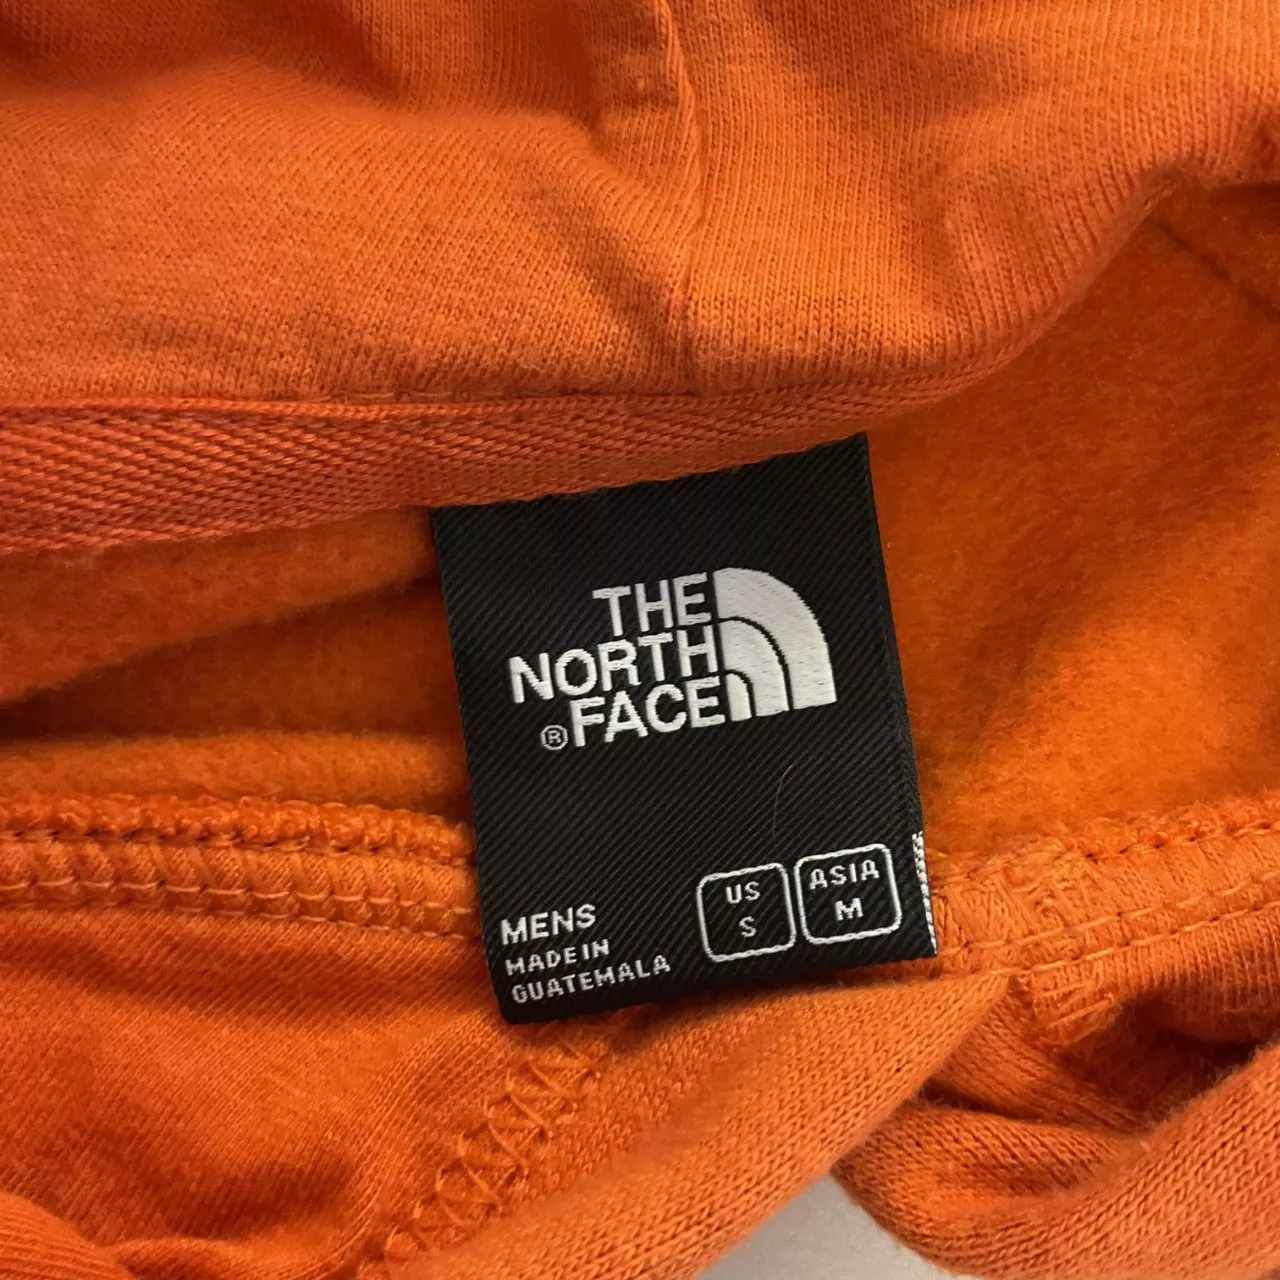 THE
NORTH
FACE
®
MENS
MADE IN
GUATEMALA
US
S
ASIA
M